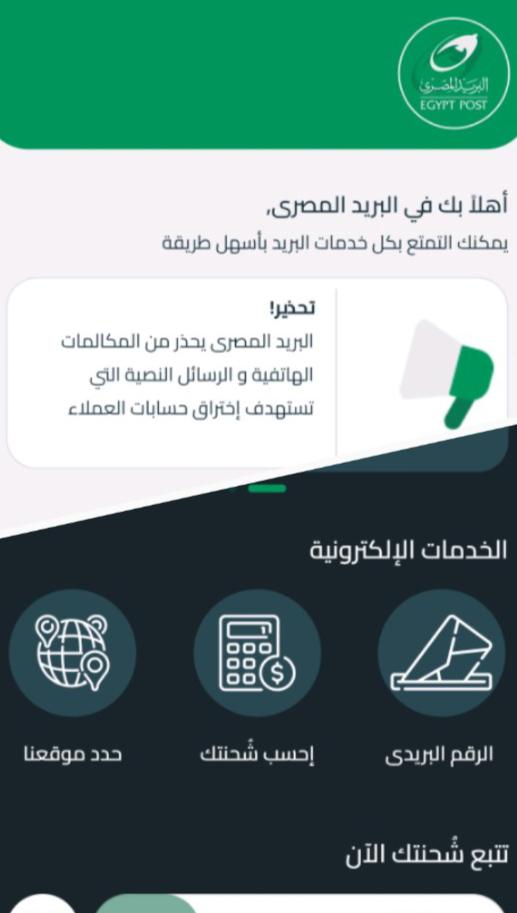 البريد المصرى
EGYPT POST
أهلاً بك في البريد المصرى,
يمكنك التمتع بكل خدمات البريد بأسهل طريقة
تحذير!
البريد المصرى يحذر من المكالمات
الهاتفية و الرسائل النصية التي
تستهدف إختراق حسابات العملاء
الخدمات الإلكترونية
الرقم البريدى
إحسب شُحنتك
حدد موقعنا
تتبع شُحنتك الآن